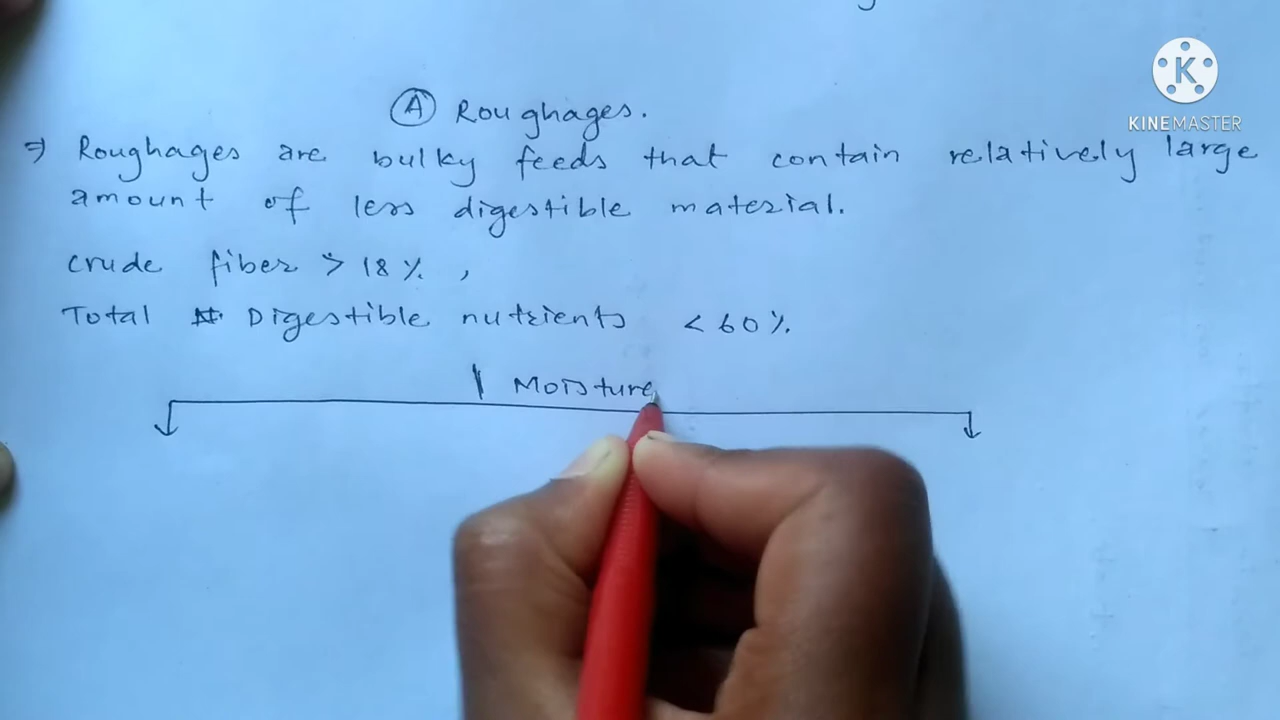 K
KINEMASTER
Ⓐ Roughages.
⇒ Roughages are bulky feeds that contain relatively large
amount of less digestible material.
crude fiber > 18%,
Total Digestible nutrients < 60%.
Moisture